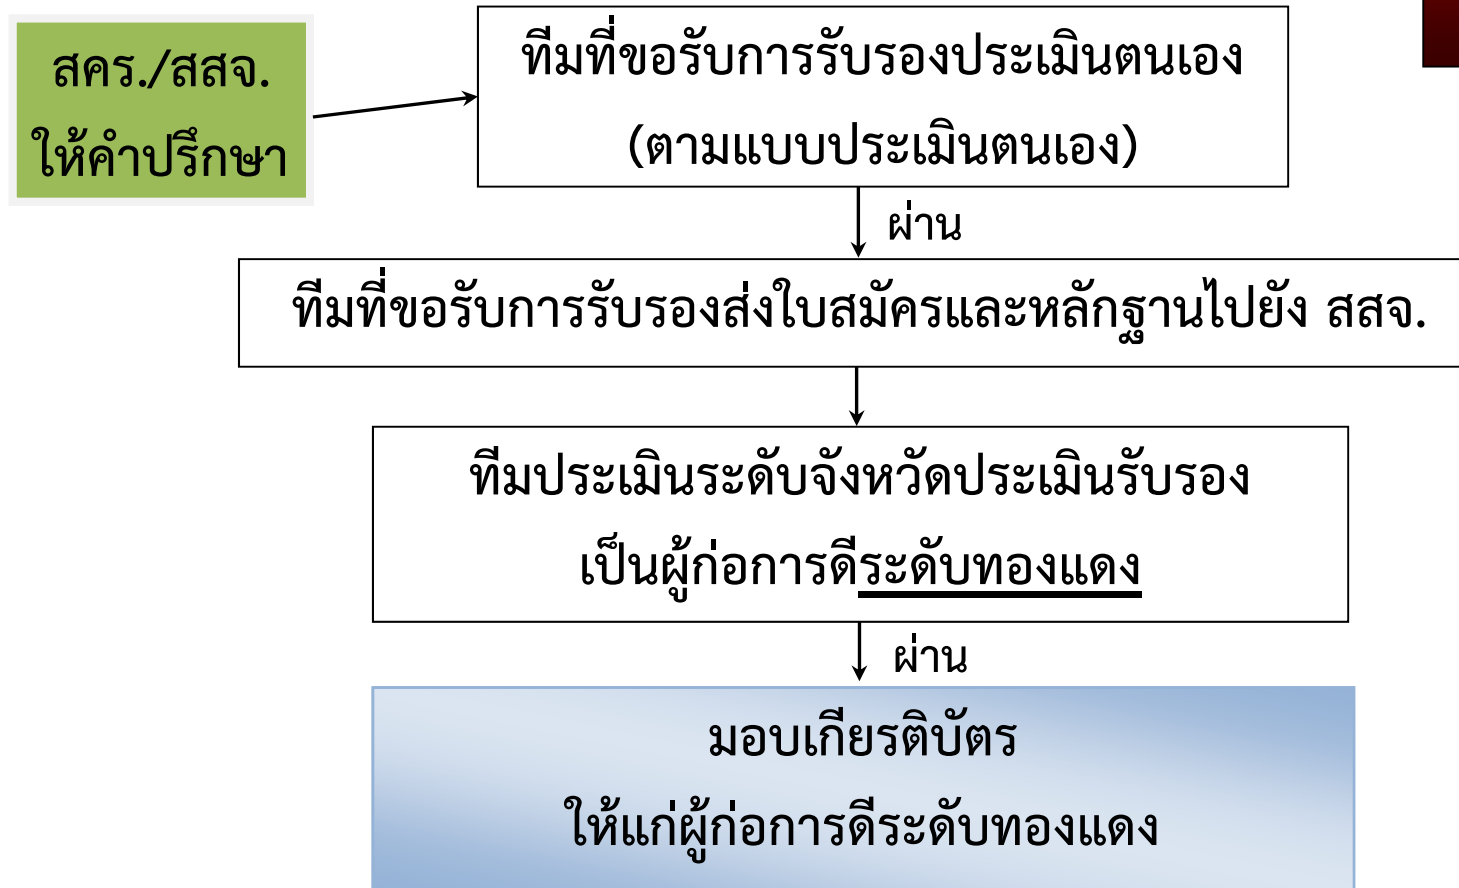 สคร./สสจ.
ให้คำปรึกษา
ทีมที่ขอรับการรับรองประเมินตนเอง
(ตามแบบประเมินตนเอง)
ผ่าน
ทีมที่ขอรับการรับรองส่งใบสมัครและหลักฐานไปยัง สสจ.
ทีมประเมินระดับจังหวัดประเมินรับรอง
เป็นผู้ก่อการดีระดับทองแดง
ผ่าน
มอบเกียรติบัตร
ให้แก่ผู้ก่อการดีระดับทองแดง